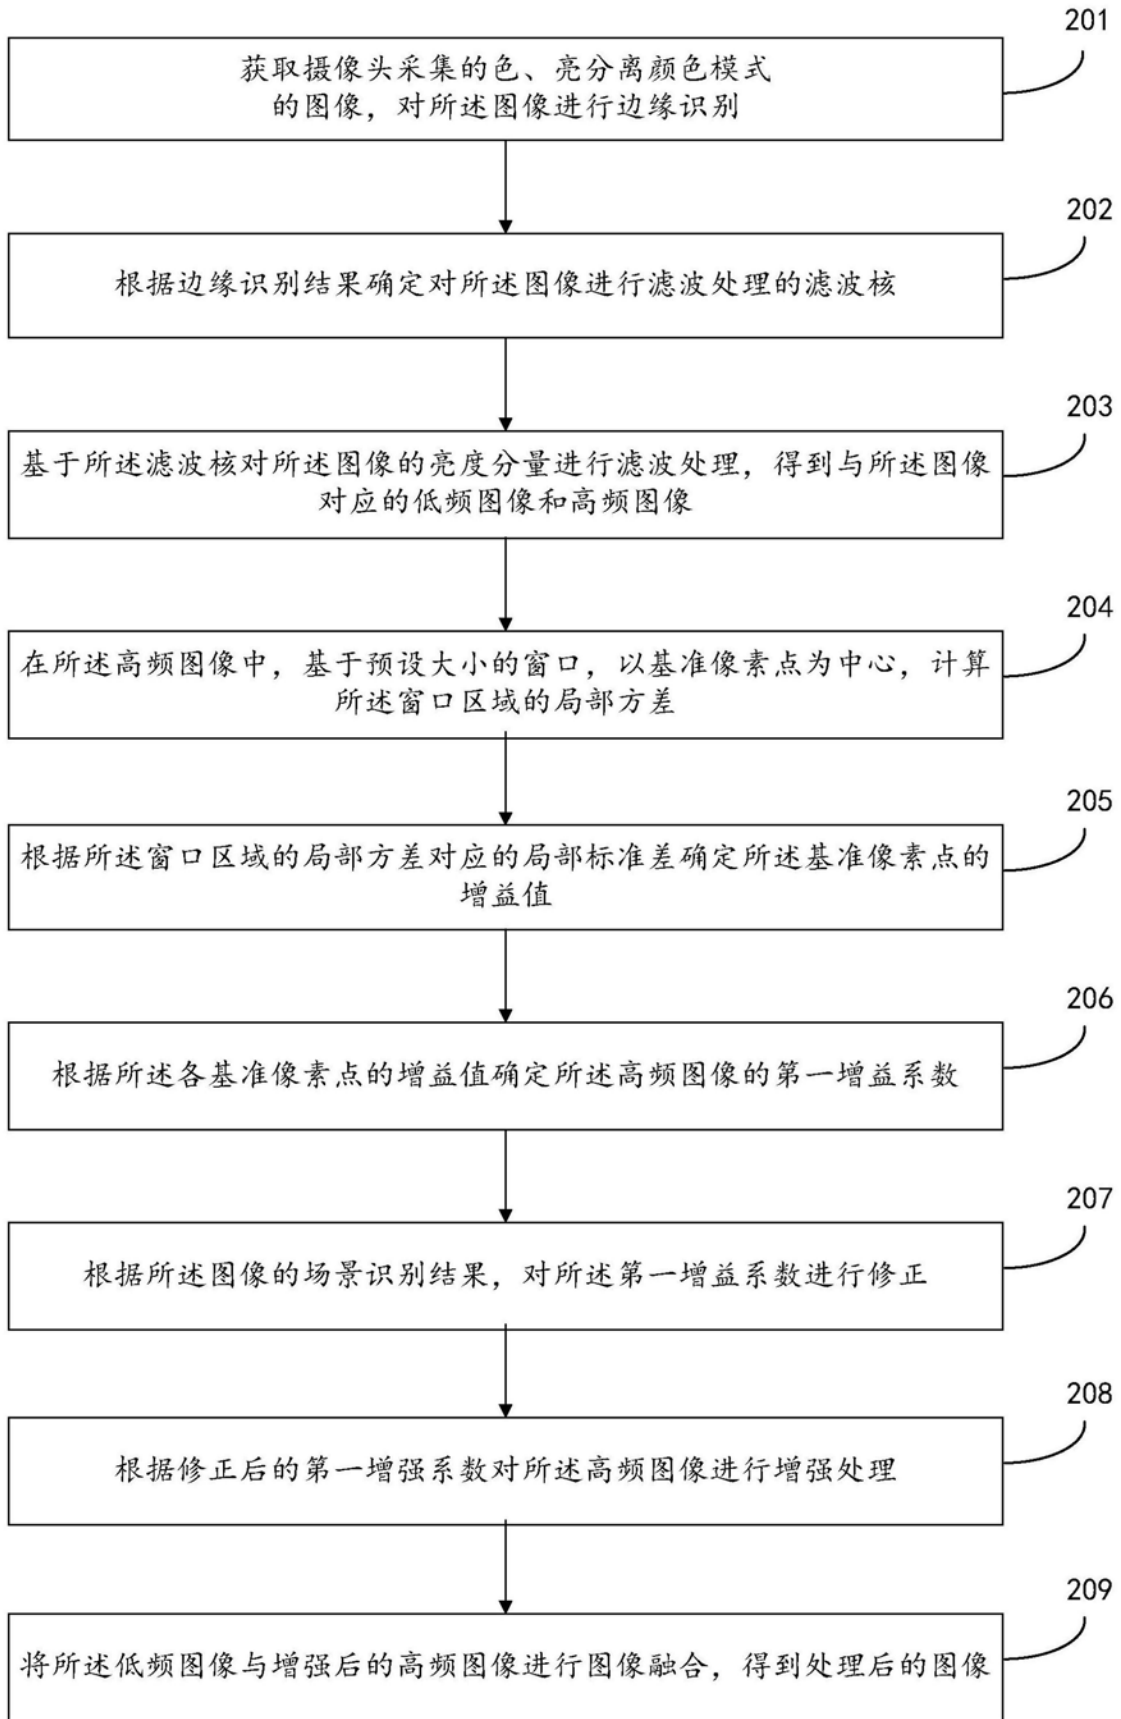 201
获取摄像头采集的色、亮分离颜色模式
的图像，对所述图像进行边缘识别
202
根据边缘识别结果确定对所述图像进行滤波处理的滤波核
203
基于所述滤波核对所述图像的亮度分量进行滤波处理，得到与所述图像
对应的低频图像和高频图像
204
在所述高频图像中，基于预设大小的窗口，以基准像素点为中心，计算
所述窗口区域的局部方差
205
根据所述窗口区域的局部方差对应的局部标准差确定所述基准像素点的
增益值
206
根据所述各基准像素点的增益值确定所述高频图像的第一增益系数
207
根据所述图像的场景识别结果，对所述第一增益系数进行修正
208
根据修正后的第一增强系数对所述高频图像进行增强处理
209
将所述低频图像与增强后的高频图像进行图像融合，得到处理后的图像